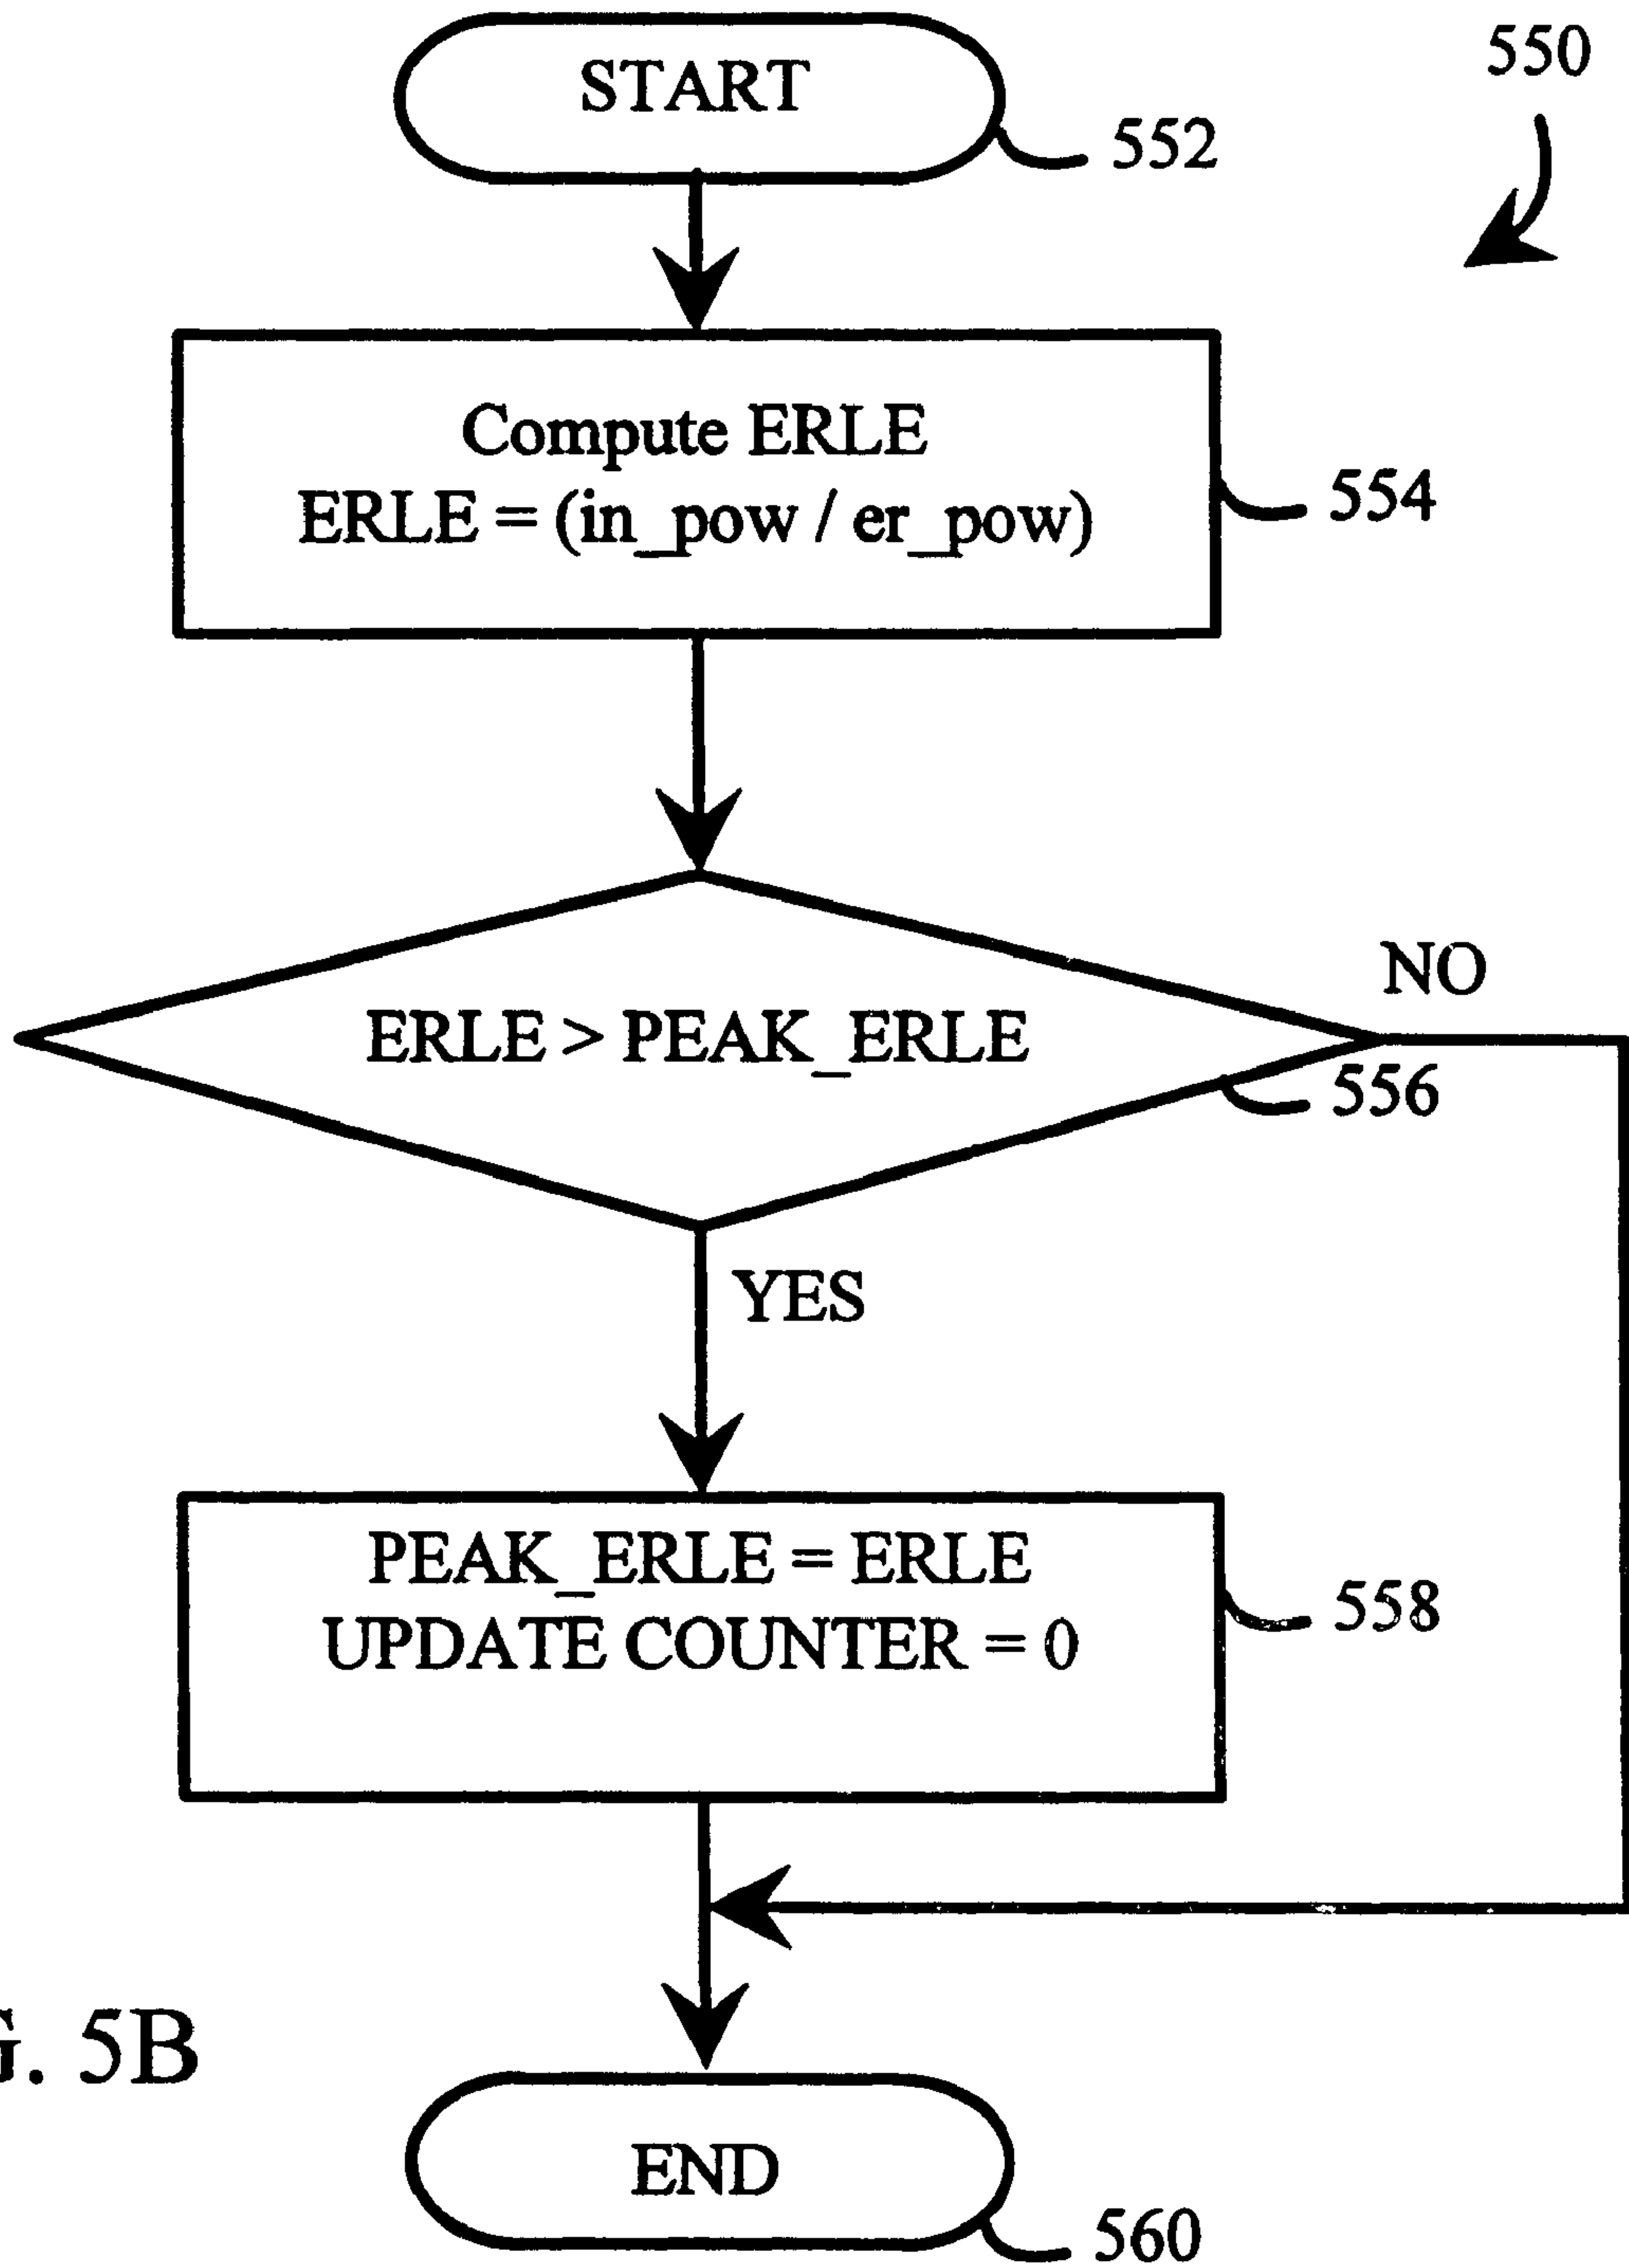 START
550
552
Compute ERLE
ERLE = (in_pow / er_pow)
554
NO
ERLE > PEAK_ERLE
556
YES
PEAK_ERLE = ERLE
UPDATE COUNTER = 0
558
5B
END
560